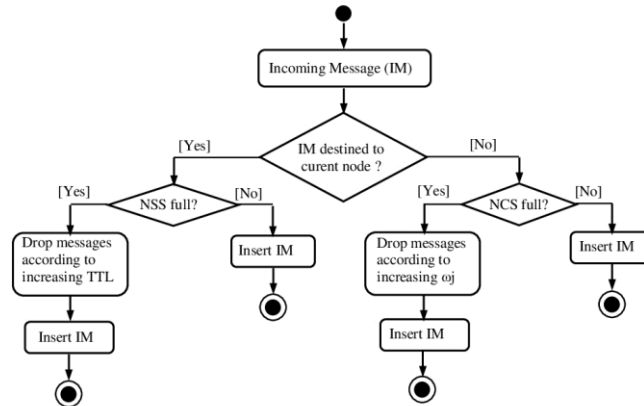 Incoming Message (IM)
IM destined to
curent node ?
[Yes]
[No]
[Yes]
NSS full?
[No]
[Yes]
NCS full?
[No]
Drop messages
according to
increasing TTL
Insert IM
Drop messages
according to
increasing ωj
Insert IM
Insert IM
Insert IM